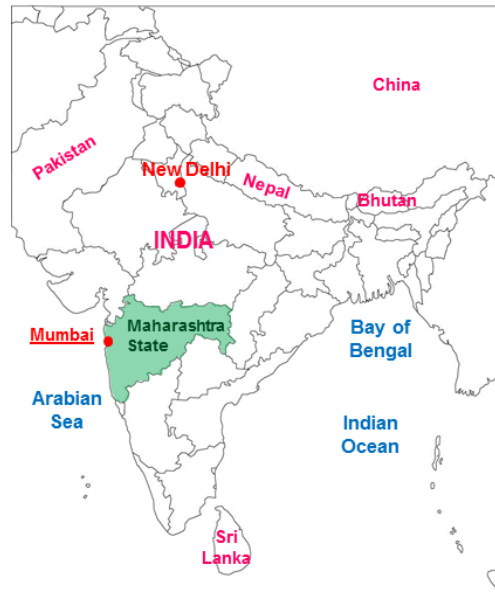 China
Pakistan
New Delhi
Nepal
Bhutan
INDIA
Mumbai
Maharashtra
State
Bay of
Bengal
Arabian
Sea
Indian
Ocean
Sri
Lanka